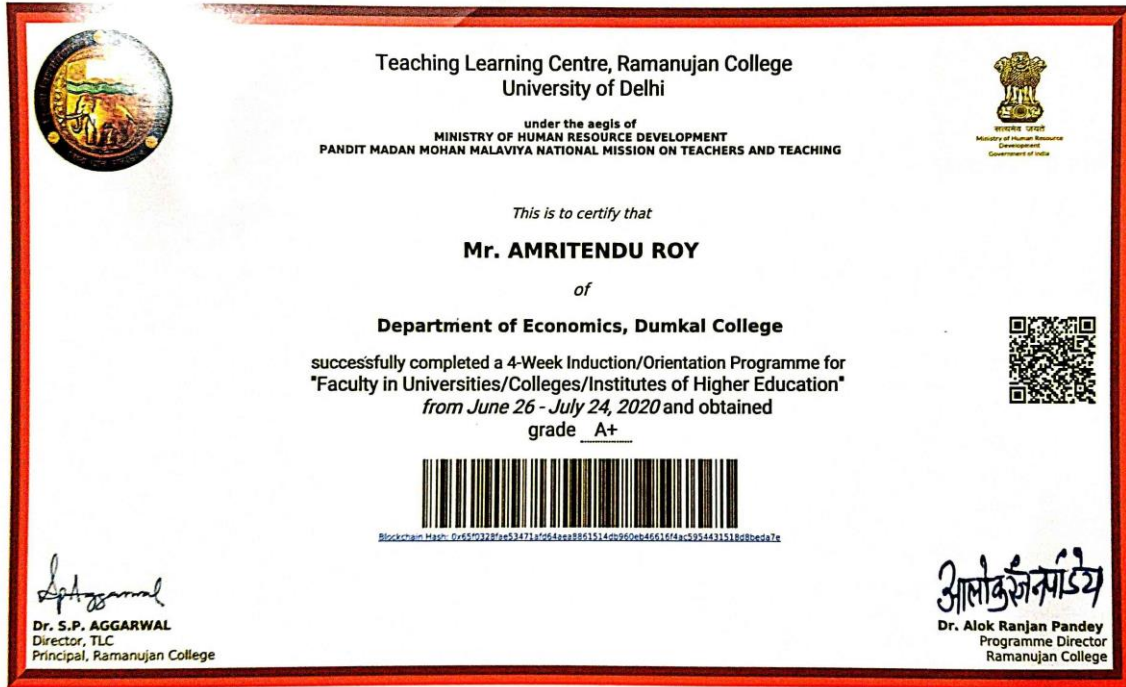 Teaching Learning Centre, Ramanujan College
University of Delhi
under the aegis of
MINISTRY OF HUMAN RESOURCE DEVELOPMENT
PANDIT MADAN MOHAN MALAVIYA NATIONAL MISSION ON TEACHERS AND TEACHING
सत्यमेव जयते
Ministry of Human Resource
Development
Government of India
This is to certify that
Mr. AMRITENDU ROY
of
Department of Economics, Dumkal College
successfully completed a 4-Week Induction/Orientation Programme for
"Faculty in Universities/Colleges/Institutes of Higher Education"
from June 26 - July 24, 2020 and obtained
grade A+
Blockchain Hash: 0x65f0328fae53471afd64aea8861514db960eb46616f4ac5954431518d8beda7e
SpAggarwal
Dr. S.P. AGGARWAL
Director, TLC
Principal, Ramanujan College
आलोक रंजन पांडेय
Dr. Alok Ranjan Pandey
Programme Director
Ramanujan College